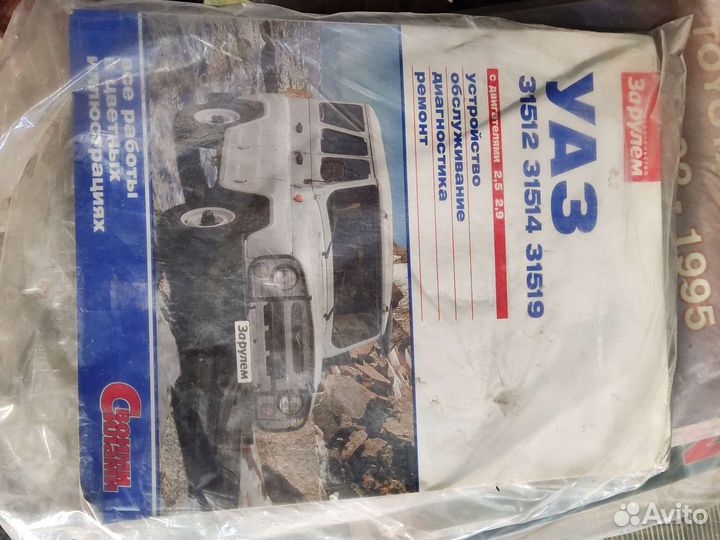 издательство
За рулем
УАЗ
31512 31514 31519
с двигателями 2,5 2,9
устройство
обслуживание
диагностика
ремонт
За рулем
все работы
в цветных
иллюстрациях
Своими
силами
1995
Avito